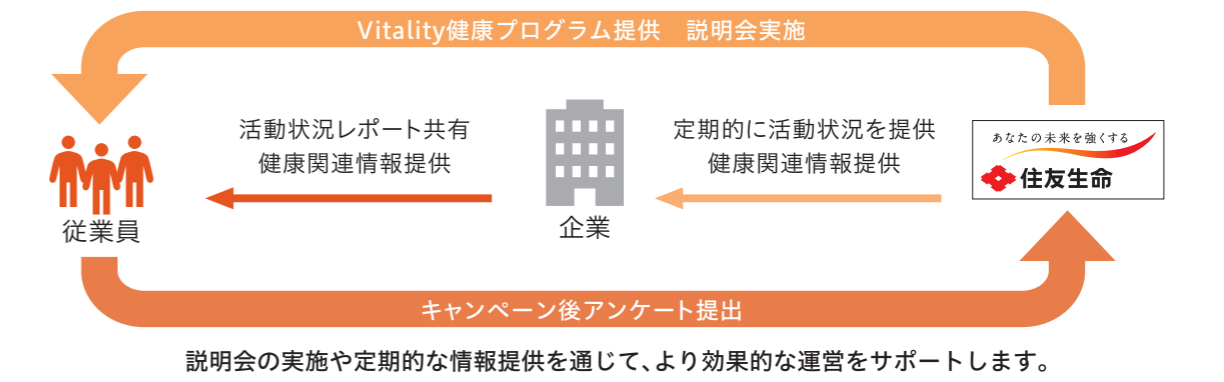 Vitality健康プログラム提供　説明会実施
活動状況レポート共有
健康関連情報提供
定期的に活動状況を提供
健康関連情報提供
あなたの未来を強くする
住友生命
従業員
企業
キャンペーン後アンケート提出
説明会の実施や定期的な情報提供を通じて、より効果的な運営をサポートします。